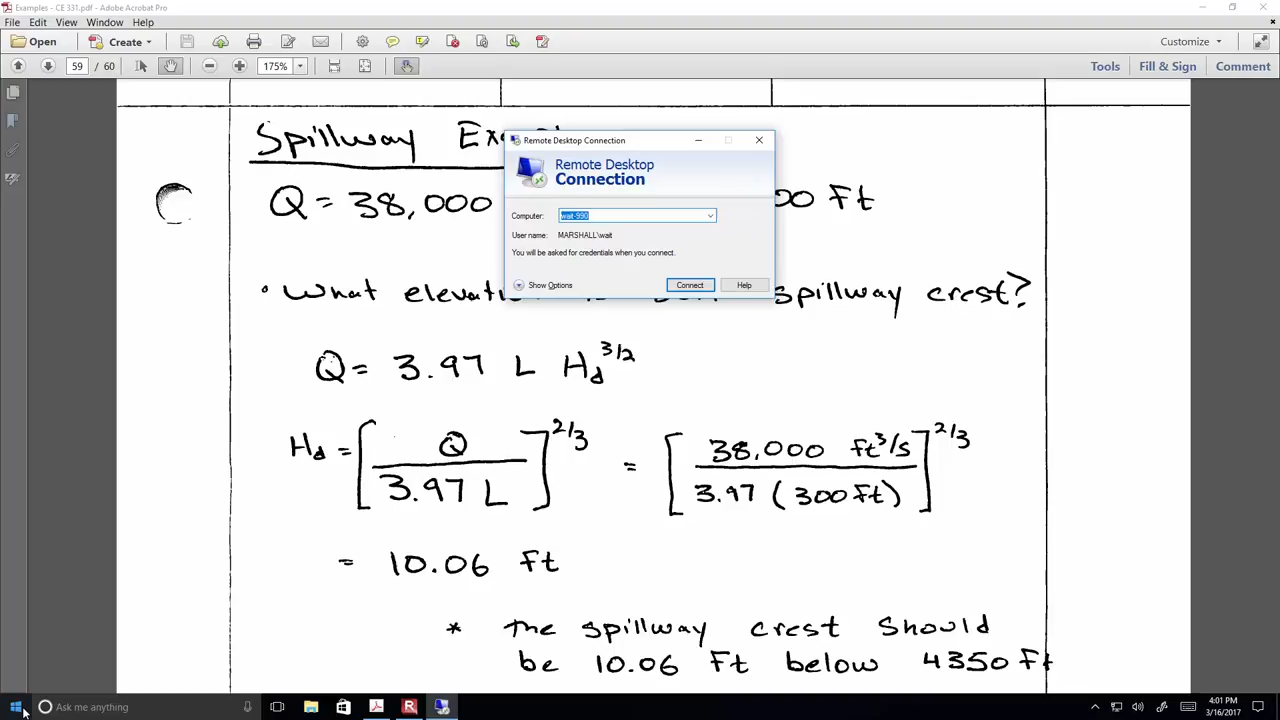 Examples - CE 331.pdf - Adobe Acrobat Pro
File Edit View Window Help
Open Create Customize
59 / 60 175% Tools Fill & Sign Comment
Spillway Ex
Q = 38,000 00 Ft
Remote Desktop Connection
Remote Desktop
Connection
Computer: wait-990
User name: MARSHALL\wait
You will be asked for credentials when you connect.
Show Options Connect Help
• What elevati spillway crest?
Q = 3.97 L Hd^3/2
Hd = [Q / 3.97 L]^2/3 = [38,000 ft³/s / 3.97 (300 ft)]^2/3
= 10.06 ft
* The spillway crest should
be 10.06 ft below 4350 ft
Ask me anything
4:01 PM
3/16/2017